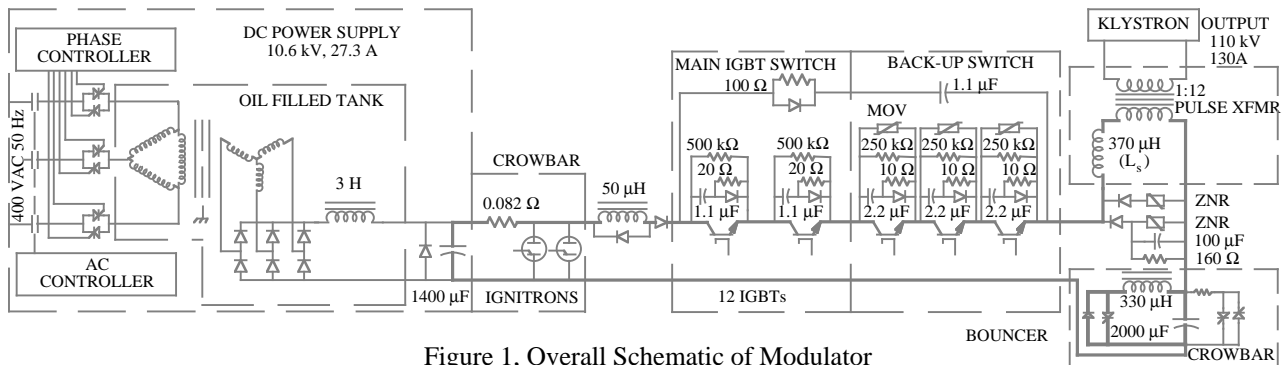 PHASE
CONTROLLER
DC POWER SUPPLY
10.6 kV, 27.3 A
OIL FILLED TANK
400 VAC 50 Hz
3 H
AC
CONTROLLER
1400 µF
CROWBAR
0.082 Ω
IGNITRONS
50 µH
MAIN IGBT SWITCH
100 Ω
500 kΩ
20 Ω
1.1 µF
500 kΩ
20 Ω
1.1 µF
12 IGBTs
BACK-UP SWITCH
1.1 µF
MOV
250 kΩ
250 kΩ
250 kΩ
10 Ω
10 Ω
10 Ω
2.2 µF
2.2 µF
2.2 µF
KLYSTRON
OUTPUT
110 kV
130A
1:12
PULSE XFMR
370 µH
(Ls)
ZNR
ZNR
100 µF
160 Ω
330 µH
2000 µF
BOUNCER
CROWBAR
Figure 1. Overall Schematic of Modulator